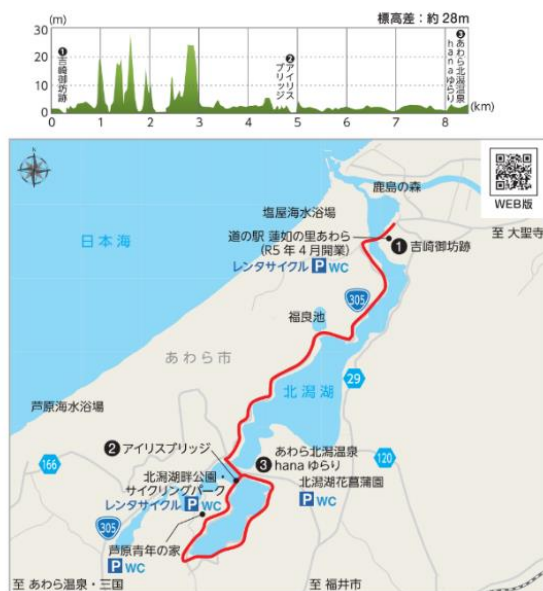 (m)
標高差：約 28m
30
20
10
0
❶吉崎御坊跡
❷アイリスブリッジ
❸あわら北潟温泉hanaゆらり
0
1
2
3
4
5
6
7
8
(km)
WEB版
鹿島の森
塩屋海水浴場
日本海
道の駅 蓮如の里あわら
（R5 年 4 月開業）
レンタサイクル P WC
❶ 吉崎御坊跡
至 大聖寺
305
福良池
あわら市
北潟湖
29
芦原海水浴場
❷ アイリスブリッジ
166
❸
あわら北潟温泉
hana ゆらり
120
北潟湖畔公園・
サイクリングパーク
レンタサイクル P WC
北潟湖花菖蒲園
P WC
305
芦原青年の家
P WC
至 あわら温泉・三国
至 福井市